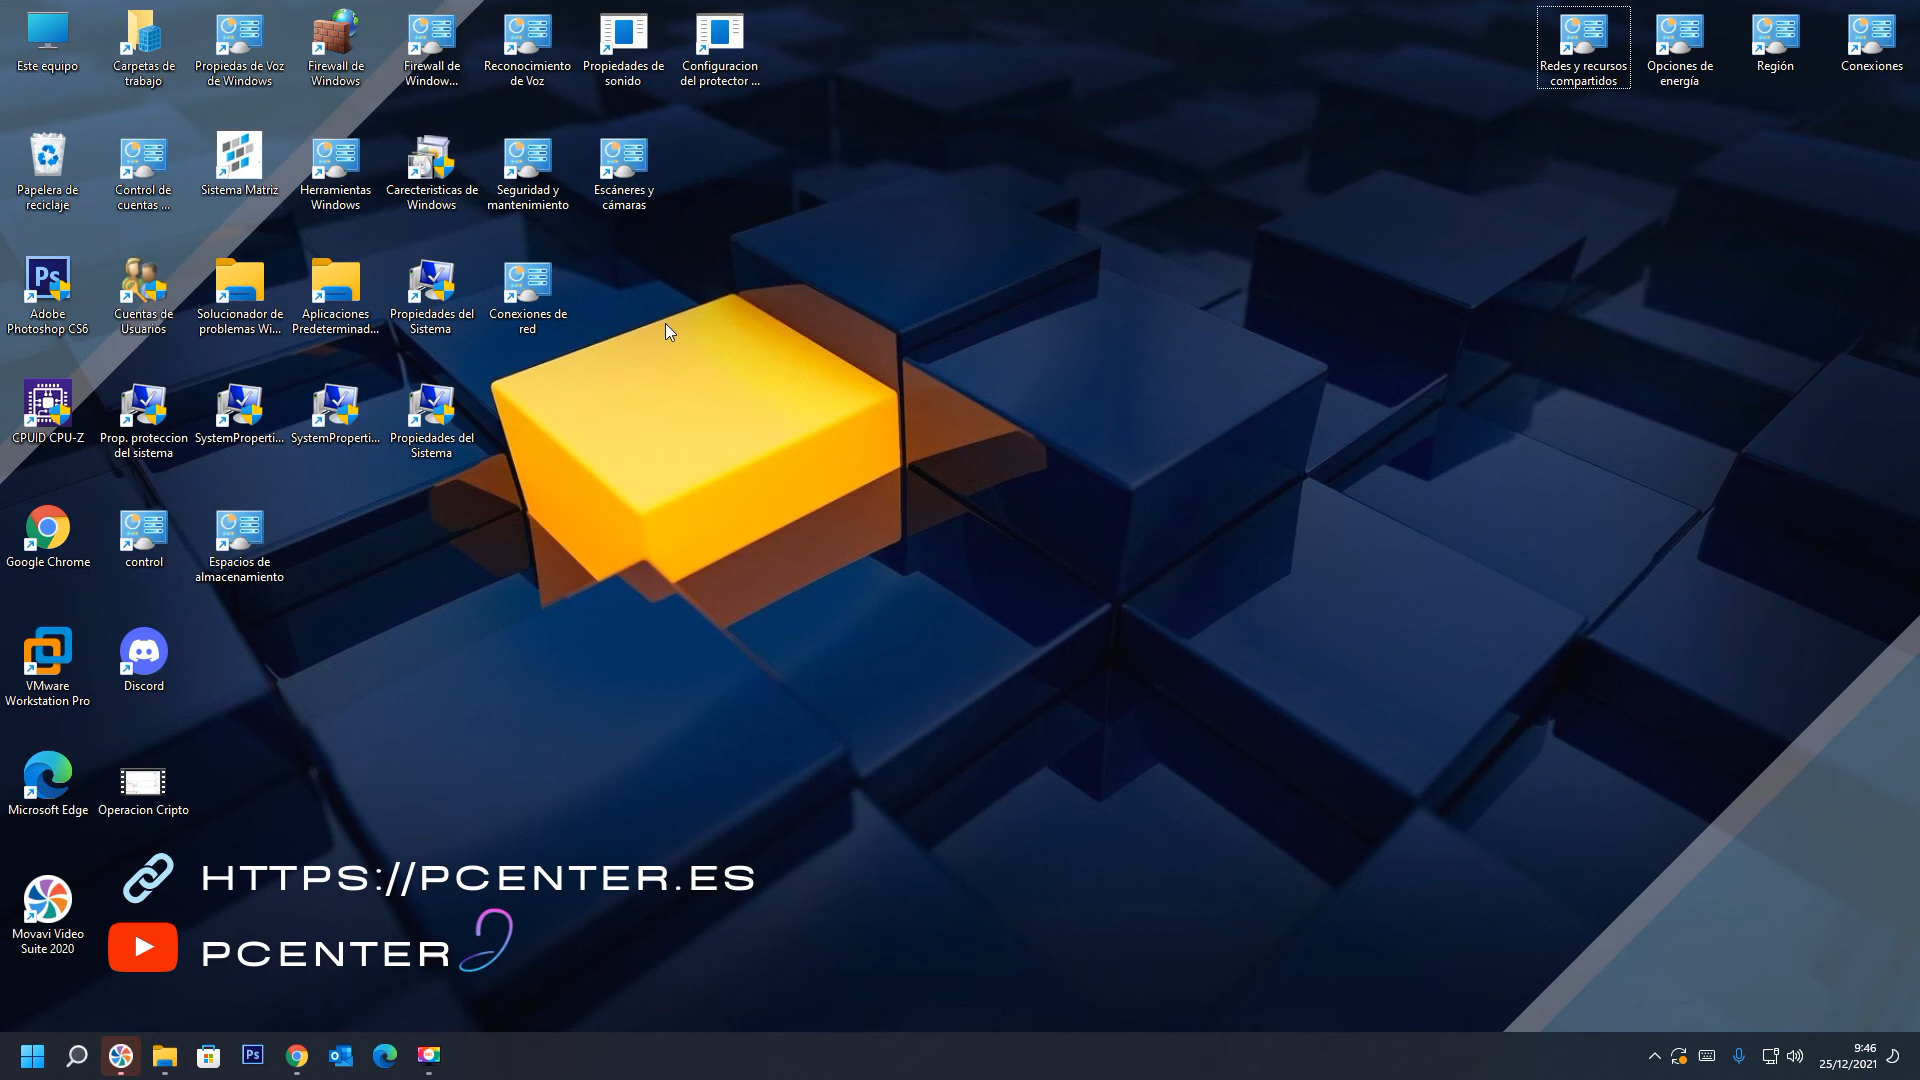 Este equipo
Carpetas de
trabajo
Propiedas de Voz
de Windows
Firewall de
Windows
Firewall de
Window...
Reconocimiento
de Voz
Propiedades de
sonido
Configuracion
del protector ...
Redes y recursos
compartidos
Opciones de
energía
Región
Conexiones
Papelera de
reciclaje
Control de
cuentas ...
Sistema Matriz
Herramientas
Windows
Carecteristicas de
Windows
Seguridad y
mantenimiento
Escáneres y
cámaras
Ps
Adobe
Photoshop CS6
Cuentas de
Usuarios
Solucionador de
problemas Wi...
Aplicaciones
Predeterminad...
Propiedades del
Sistema
Conexiones de
red
CPUID CPU-Z
Prop. proteccion
del sistema
SystemProperti...
SystemProperti...
Propiedades del
Sistema
Google Chrome
control
Espacios de
almacenamiento
VMware
Workstation Pro
Discord
Microsoft Edge
Operacion Cripto
Movavi Video
Suite 2020
HTTPS://PCENTER.ES
PCENTER
Ps
9:46
25/12/2021